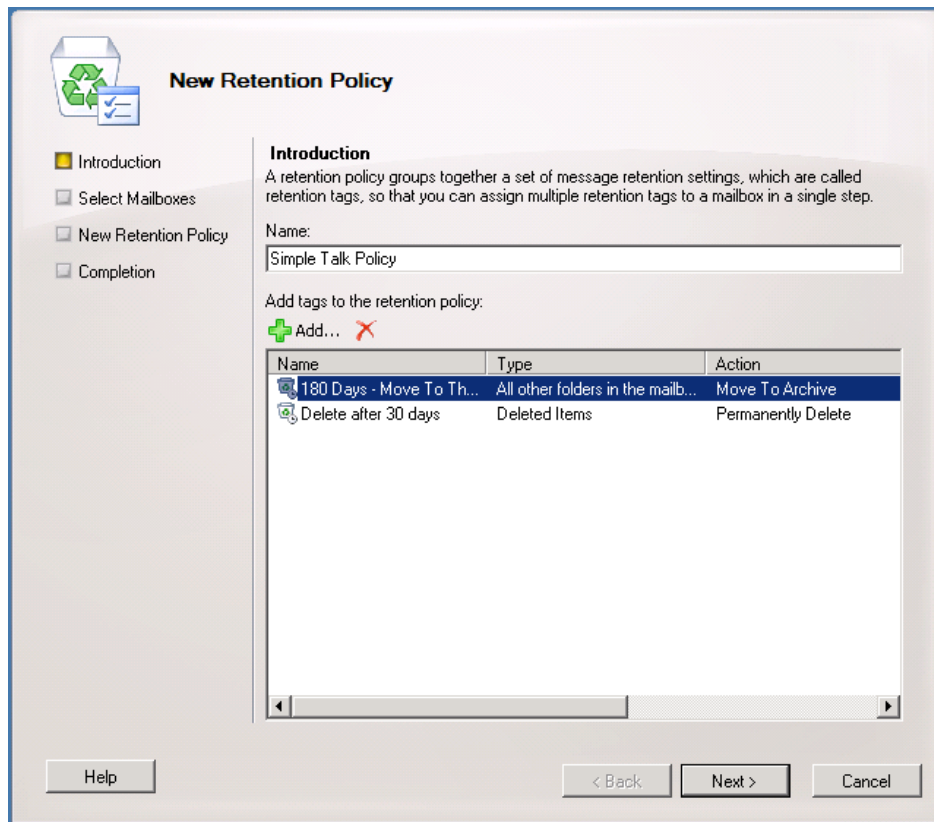 New Retention Policy
Introduction
Select Mailboxes
New Retention Policy
Completion
Introduction
A retention policy groups together a set of message retention settings, which are called
retention tags, so that you can assign multiple retention tags to a mailbox in a single step.
Name:
Simple Talk Policy
Add tags to the retention policy:
Add...
Name Type Action
180 Days - Move To Th... All other folders in the mailb... Move To Archive
Delete after 30 days Deleted Items Permanently Delete
Help < Back Next > Cancel